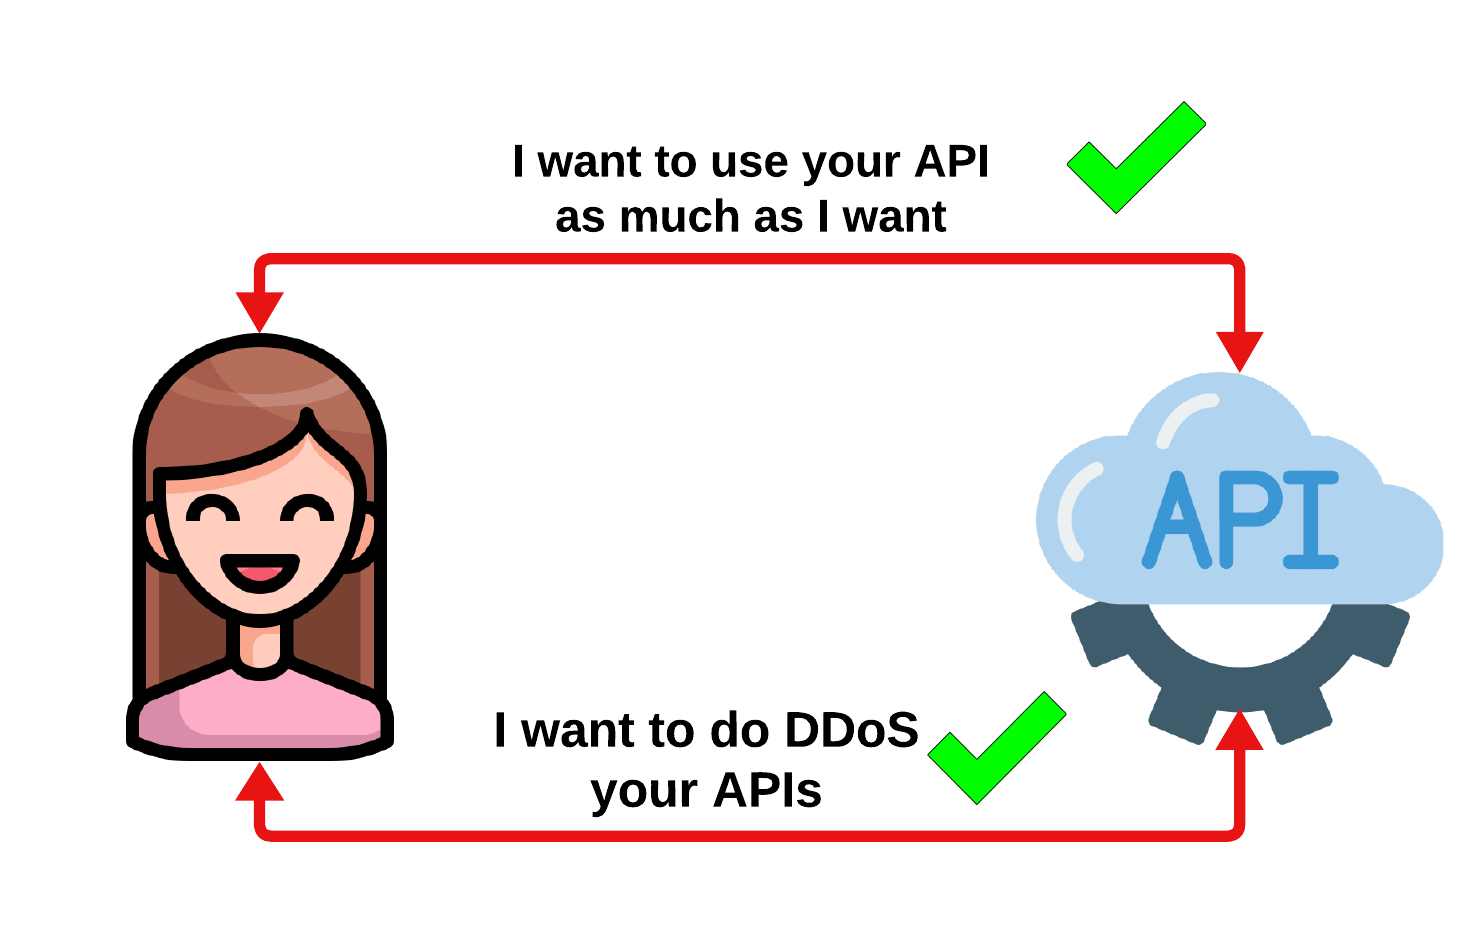 I want to use your API
as much as I want
API
I want to do DDoS
your APIs